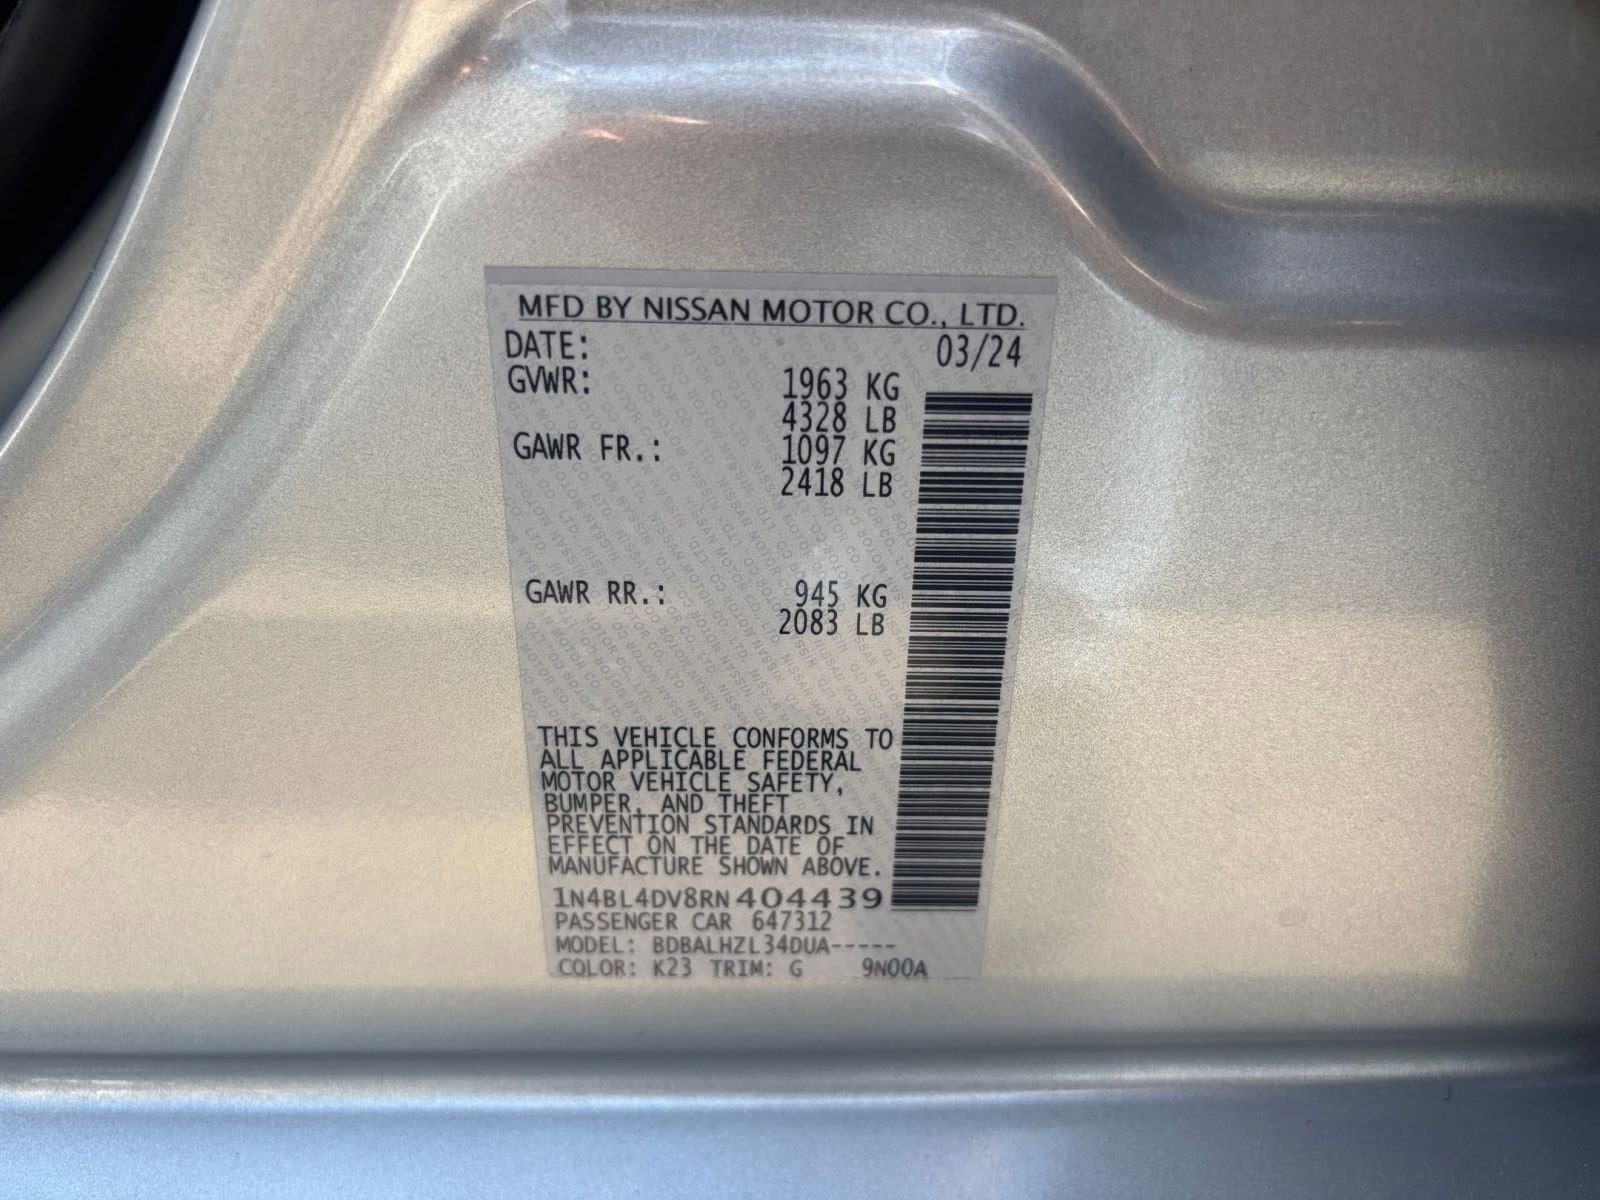 MFD BY NISSAN MOTOR CO., LTD.
DATE: 03/24
GVWR: 1963 KG
4328 LB
GAWR FR.: 1097 KG
2418 LB
GAWR RR.: 945 KG
2083 LB
THIS VEHICLE CONFORMS TO
ALL APPLICABLE FEDERAL
MOTOR VEHICLE SAFETY,
BUMPER, AND THEFT
PREVENTION STANDARDS IN
EFFECT ON THE DATE OF
MANUFACTURE SHOWN ABOVE.
1N4BL4DV8RN404439
PASSENGER CAR 647312
MODEL: BDBALHZL34DUA-----
COLOR: K23 TRIM: G 9N00A